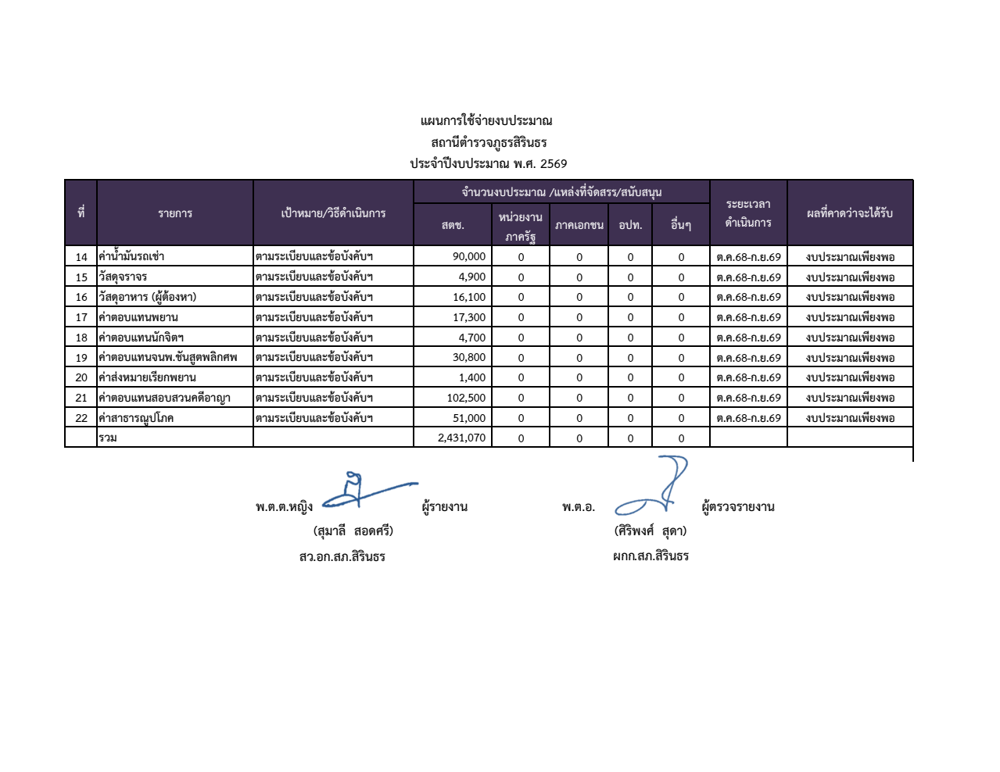 แผนการใช้จ่ายงบประมาณ
สถานีตำรวจภูธรสิรินธร
ประจำปีงบประมาณ พ.ศ. 2569
ที่ รายการ เป้าหมาย/วิธีดำเนินการ จำนวนงบประมาณ /แหล่งที่จัดสรร/สนับสนุน ระยะเวลา ดำเนินการ ผลที่คาดว่าจะได้รับ
สตช. หน่วยงาน ภาครัฐ ภาคเอกชน อปท. อื่นๆ
14 ค่าน้ำมันรถเช่า ตามระเบียบและข้อบังคับฯ 90,000 0 0 0 0 ต.ค.68-ก.ย.69 งบประมาณเพียงพอ
15 วัสดุจราจร ตามระเบียบและข้อบังคับฯ 4,900 0 0 0 0 ต.ค.68-ก.ย.69 งบประมาณเพียงพอ
16 วัสดุอาหาร (ผู้ต้องหา) ตามระเบียบและข้อบังคับฯ 16,100 0 0 0 0 ต.ค.68-ก.ย.69 งบประมาณเพียงพอ
17 ค่าตอบแทนพยาน ตามระเบียบและข้อบังคับฯ 17,300 0 0 0 0 ต.ค.68-ก.ย.69 งบประมาณเพียงพอ
18 ค่าตอบแทนนักจิตฯ ตามระเบียบและข้อบังคับฯ 4,700 0 0 0 0 ต.ค.68-ก.ย.69 งบประมาณเพียงพอ
19 ค่าตอบแทนจนพ.ชันสูตพลิกศพ ตามระเบียบและข้อบังคับฯ 30,800 0 0 0 0 ต.ค.68-ก.ย.69 งบประมาณเพียงพอ
20 ค่าส่งหมายเรียกพยาน ตามระเบียบและข้อบังคับฯ 1,400 0 0 0 0 ต.ค.68-ก.ย.69 งบประมาณเพียงพอ
21 ค่าตอบแทนสอบสวนคดีอาญา ตามระเบียบและข้อบังคับฯ 102,500 0 0 0 0 ต.ค.68-ก.ย.69 งบประมาณเพียงพอ
22 ค่าสาธารณูปโภค ตามระเบียบและข้อบังคับฯ 51,000 0 0 0 0 ต.ค.68-ก.ย.69 งบประมาณเพียงพอ
รวม 2,431,070 0 0 0 0
พ.ต.ต.หญิง ผู้รายงาน พ.ต.อ. ผู้ตรวจรายงาน
(สุมาลี สอดศรี) (ศิริพงศ์ สุดา)
สว.อก.สภ.สิรินธร ผกก.สภ.สิรินธร